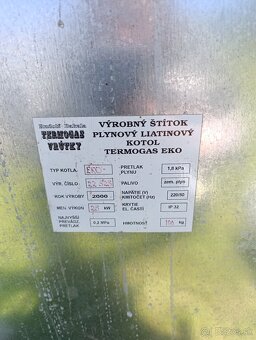 TERMOGAS
VRÚTKY
VÝROBNÝ ŠTÍTOK
PLYNOVÝ LIATINOVÝ
KOTOL
TERMOGAS EKO
TYP KOTLA
PRETLAK
PLYNU
1,8 kPa
VÝR. ČÍSLO
PALIVO
zem. plyn
ROK VÝROBY
2000
NAPÄTIE (V)
KMITOČET (Hz)
220/50
MEN. VÝKON
KRYTIE
EL. ČASTI
IP 32
NAJVYŠŠÍ
PREVÁDZ.
PRETLAK
0,2 MPa
HMOTNOSŤ
kg